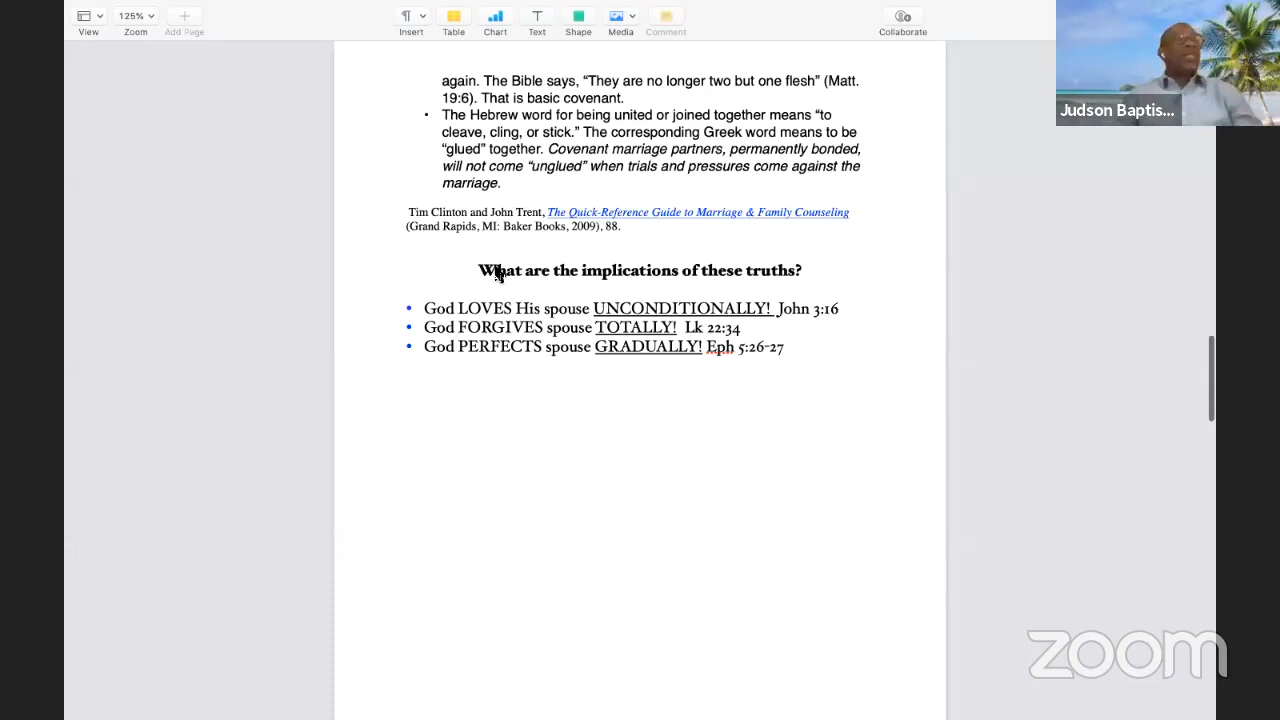 125%
View
Zoom
Add Page
Insert
Table
Chart
Text
Shape
Media
Comment
Collaborate
Judson Baptis...
again. The Bible says, “They are no longer two but one flesh” (Matt.
19:6). That is basic covenant.
• The Hebrew word for being united or joined together means “to
cleave, cling, or stick.” The corresponding Greek word means to be
“glued” together. Covenant marriage partners, permanently bonded,
will not come “unglued” when trials and pressures come against the
marriage.
Tim Clinton and John Trent, The Quick-Reference Guide to Marriage & Family Counseling
(Grand Rapids, MI: Baker Books, 2009), 88.
What are the implications of these truths?
• God LOVES His spouse UNCONDITIONALLY! John 3:16
• God FORGIVES spouse TOTALLY! Lk 22:34
• God PERFECTS spouse GRADUALLY! Eph 5:26-27
zoom